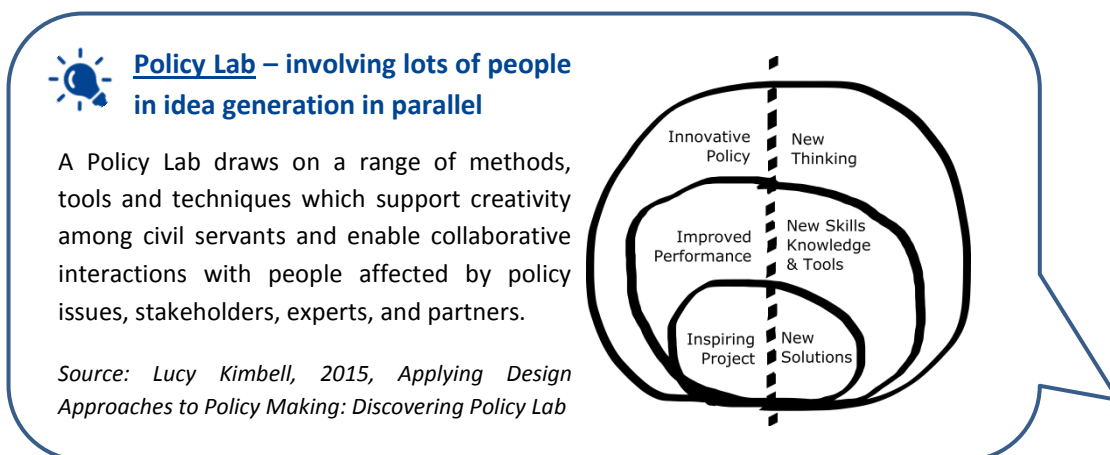 Policy Lab – involving lots of people
in idea generation in parallel
A Policy Lab draws on a range of methods,
tools and techniques which support creativity
among civil servants and enable collaborative
interactions with people affected by policy
issues, stakeholders, experts, and partners.
Source: Lucy Kimbell, 2015, Applying Design
Approaches to Policy Making: Discovering Policy Lab
Innovative
Policy
New
Thinking
Improved
Performance
New Skills
Knowledge
& Tools
Inspiring
Project
New
Solutions